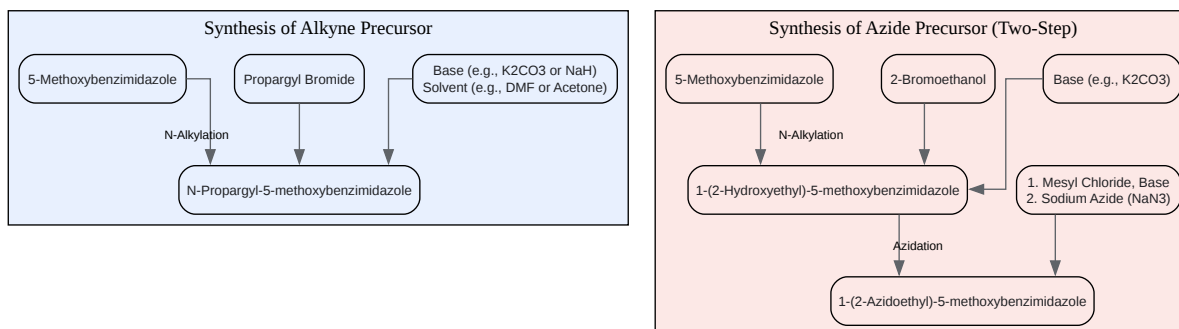 Synthesis of Alkyne Precursor
5-Methoxybenzimidazole
Propargyl Bromide
Base (e.g., K2CO3 or NaH)
Solvent (e.g., DMF or Acetone)
N-Alkylation
N-Propargyl-5-methoxybenzimidazole
Synthesis of Azide Precursor (Two-Step)
5-Methoxybenzimidazole
2-Bromoethanol
Base (e.g., K2CO3)
N-Alkylation
1-(2-Hydroxyethyl)-5-methoxybenzimidazole
1. Mesyl Chloride, Base
2. Sodium Azide (NaN3)
Azidation
1-(2-Azidoethyl)-5-methoxybenzimidazole